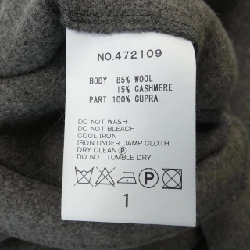 NO.472109
BODY 85% WOOL
15% CASHMERE
PART 100% CUPRA
DO NOT WASH
DO NOT BLEACH
COOL IRON
IRON UNDER DAMP CLOTH
DRY CLEAN Ⓟ
DO NOT TUMBLE DRY
P
1